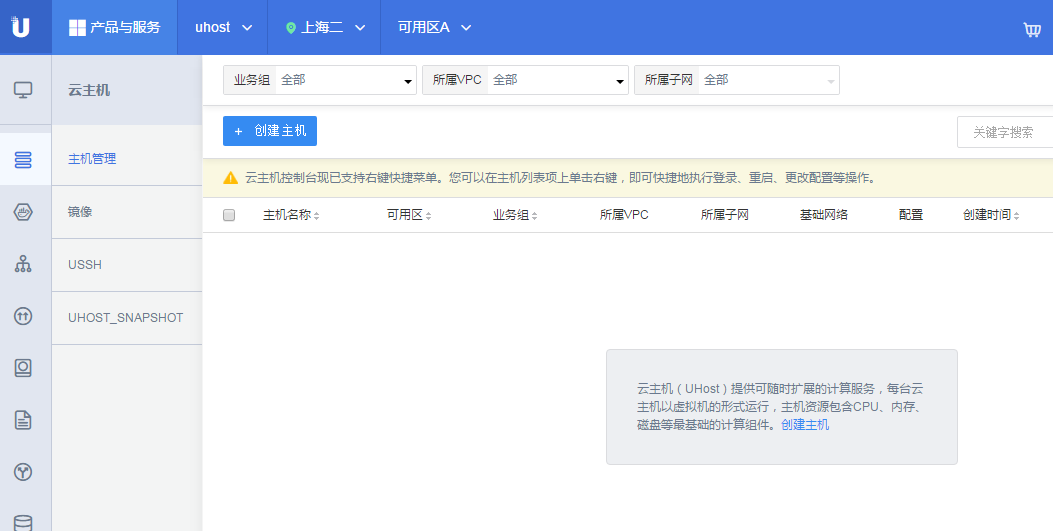 U 产品与服务 uhost 上海二 可用区A
云主机
业务组 全部 所属VPC 全部 所属子网 全部
+ 创建主机
关键字搜索
主机管理
镜像
USSH
UHOST_SNAPSHOT
云主机控制台现已支持右键快捷菜单。您可以在主机列表项上单击右键，即可快捷地执行登录、重启、更改配置等操作。
主机名称 可用区 业务组 所属VPC 所属子网 基础网络 配置 创建时间
云主机（UHost）提供可随时扩展的计算服务，每台云
主机以虚拟机的形式运行，主机资源包含CPU、内存、
磁盘等最基础的计算组件。创建主机